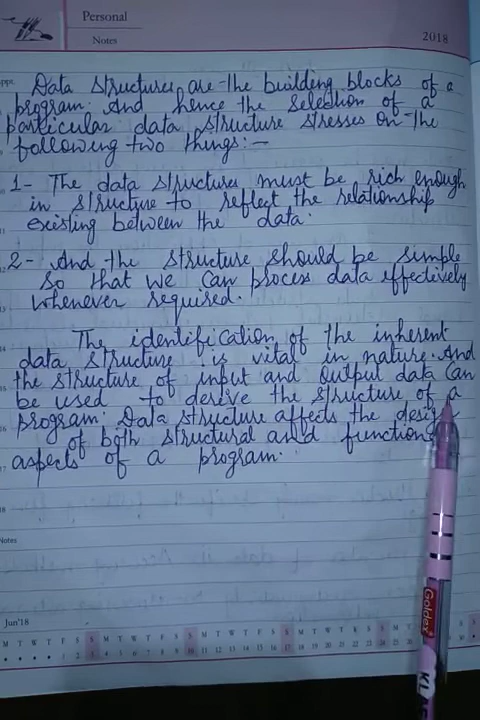 Personal
Notes
2018
Data structures are the building blocks of a
program. And hence the selection of a
particular data structure stresses on the
following two things:-
1- The data structures must be rich enough
in structure to reflect the relationship
existing between the data.
2- And the structure should be simple
so that we can process data effectively
whenever required.
The identification of the inherent
data structure is vital in nature. And
the structure of input and output data can
be used to derive the structure of a
program. Data structure affects the
of both structural and
aspects of a program.
Notes
Jun'18
M T W T F S S M T W T F S S M T W T F S S M T W T F S S
Goldex